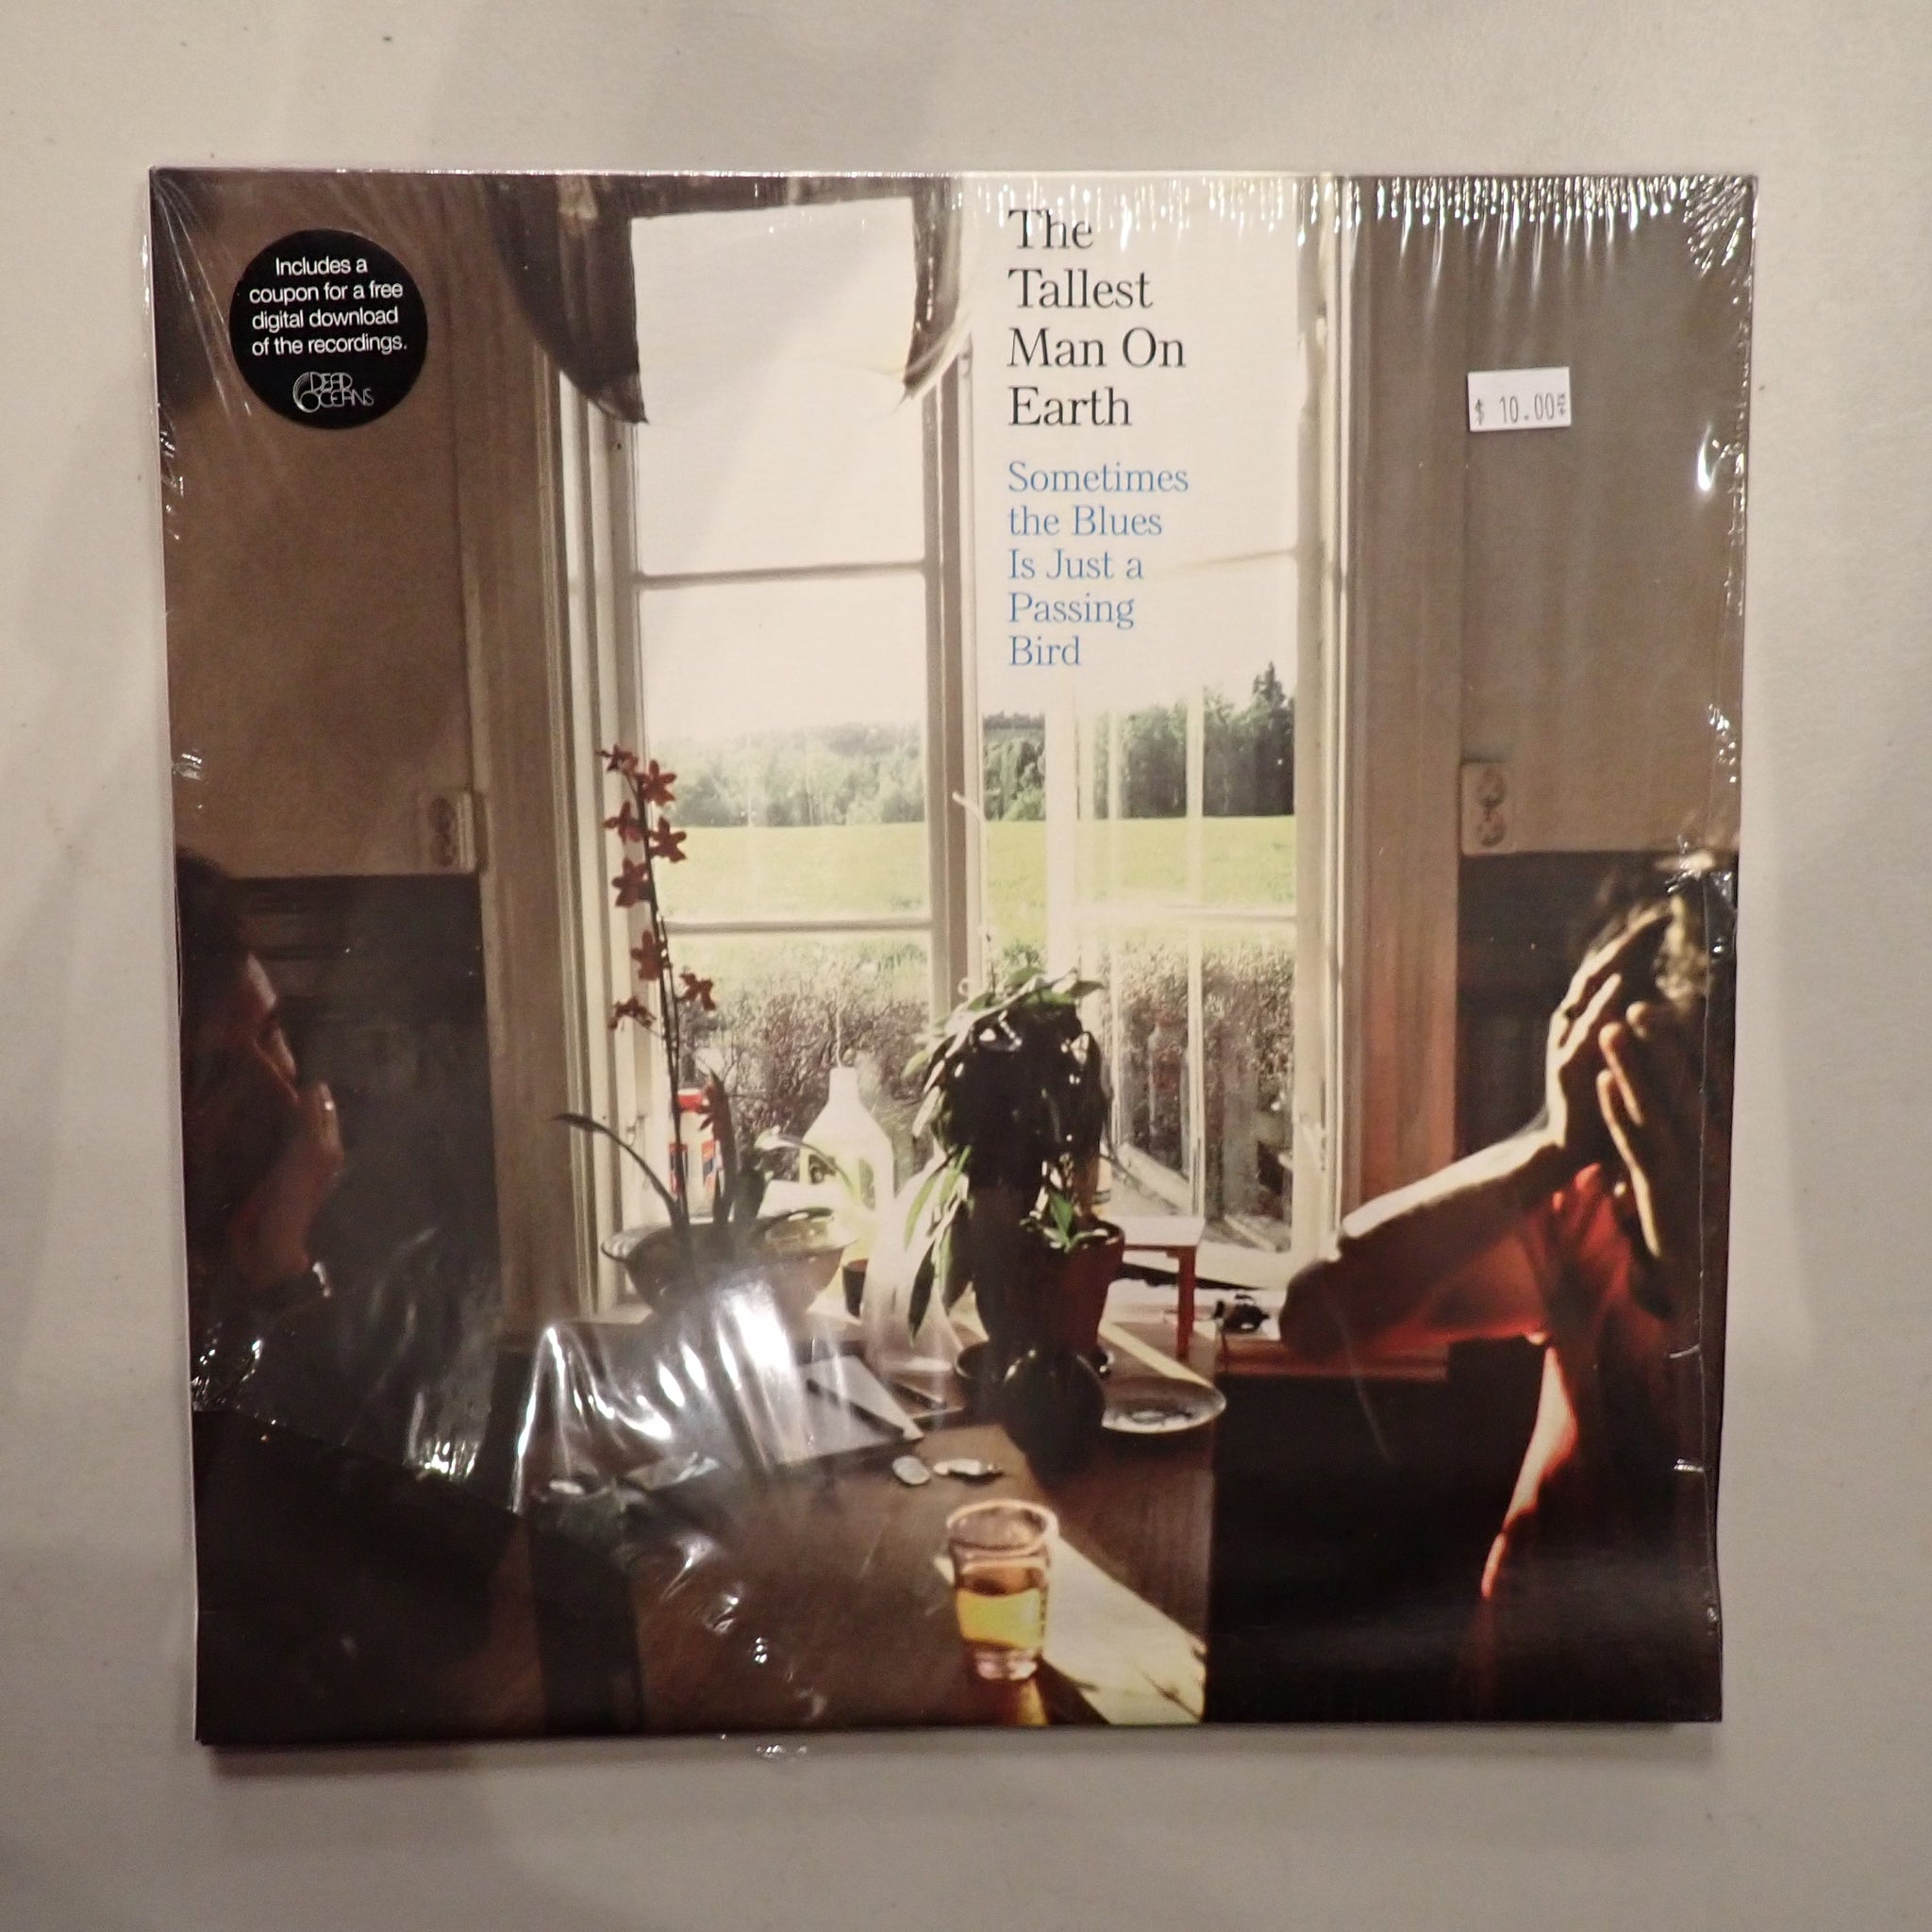 Includes a
coupon for a free
digital download
of the recordings.
DEAD
OCEANS
The
Tallest
Man On
Earth
Sometimes
the Blues
Is Just a
Passing
Bird
$ 10.00